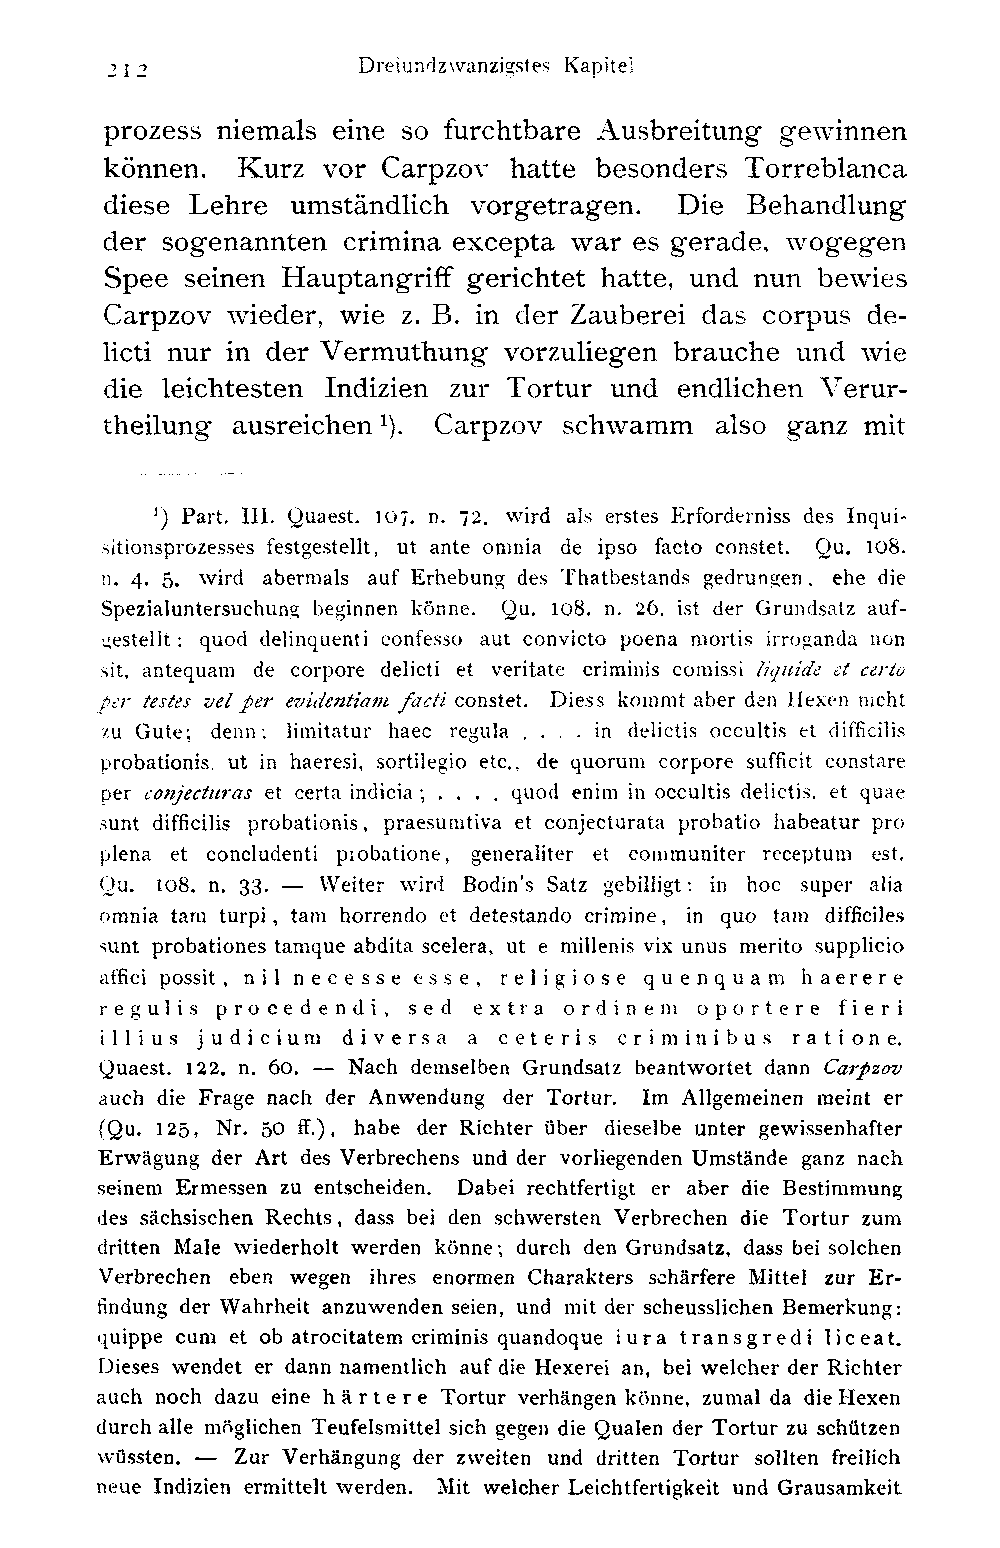 212 Dreiundzwanzigstes Kapitel
prozess niemals eine so furchtbare Ausbreitung gewinnen
können. Kurz vor Carpzov hatte besonders Torreblanca
diese Lehre umständlich vorgetragen. Die Behandlung
der sogenannten crimina excepta war es gerade, wogegen
Spee seinen Hauptangriff gerichtet hatte, und nun bewies
Carpzov wieder, wie z. B. in der Zauberei das corpus de-
licti nur in der Vermuthung vorzuliegen brauche und wie
die leichtesten Indizien zur Tortur und endlichen Verur-
theilung ausreichen ¹). Carpzov schwamm also ganz mit
¹) Part. III. Quaest. 107. n. 72. wird als erstes Erforderniss des Inqui-
sitionsprozesses festgestellt, ut ante omnia de ipso facto constet. Qu. 108.
n. 4. 5. wird abermals auf Erhebung des Thatbestands gedrungen, ehe die
Spezialuntersuchung beginnen könne. Qu. 108. n. 26. ist der Grundsatz auf-
gestellt: quod delinquenti confesso aut convicto poena mortis irroganda non
sit, antequam de corpore delicti et veritate criminis comissi liquide et certo
per testes vel per evidentiam facti constet. Diess kommt aber den Hexen nicht
zu Gute; denn: limitatur haec regula . . . . in delictis occultis et difficilis
probationis, ut in haeresi, sortilegio etc., de quorum corpore sufficit constare
per conjecturas et certa indicia; . . . . quod enim in occultis delictis, et quae
sunt difficilis probationis, praesumtiva et conjecturata probatio habeatur pro
plena et concludenti probatione, generaliter et communiter receptum est.
Qu. 108. n. 33. — Weiter wird Bodin's Satz gebilligt: in hoc super alia
omnia tam turpi, tam horrendo et detestando crimine, in quo tam difficiles
sunt probationes tamque abdita scelera, ut e millenis vix unus merito supplicio
affici possit, nil necesse esse, religiose quenquam haerere
regulis procedendi, sed extra ordinem oportere fieri
illius judicium diversa a ceteris criminibus ratione.
Quaest. 122. n. 60. — Nach demselben Grundsatz beantwortet dann Carpzov
auch die Frage nach der Anwendung der Tortur. Im Allgemeinen meint er
(Qu. 125, Nr. 50 ff.), habe der Richter über dieselbe unter gewissenhafter
Erwägung der Art des Verbrechens und der vorliegenden Umstände ganz nach
seinem Ermessen zu entscheiden. Dabei rechtfertigt er aber die Bestimmung
des sächsischen Rechts, dass bei den schwersten Verbrechen die Tortur zum
dritten Male wiederholt werden könne; durch den Grundsatz, dass bei solchen
Verbrechen eben wegen ihres enormen Charakters schärfere Mittel zur Er-
findung der Wahrheit anzuwenden seien, und mit der scheusslichen Bemerkung:
quippe cum et ob atrocitatem criminis quandoque iura transgredi liceat.
Dieses wendet er dann namentlich auf die Hexerei an, bei welcher der Richter
auch noch dazu eine härtere Tortur verhängen könne, zumal da die Hexen
durch alle möglichen Teufelsmittel sich gegen die Qualen der Tortur zu schützen
wüssten. — Zur Verhängung der zweiten und dritten Tortur sollten freilich
neue Indizien ermittelt werden. Mit welcher Leichtfertigkeit und Grausamkeit